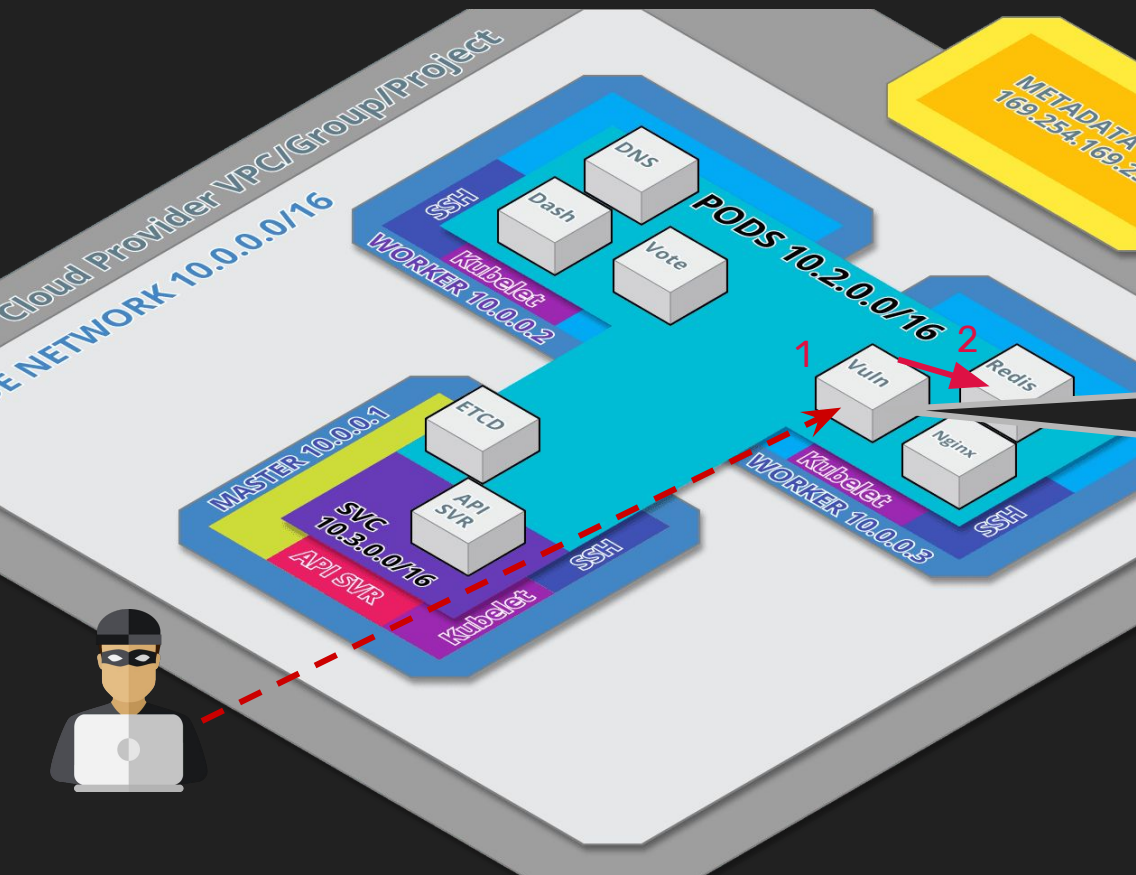 Cloud Provider VPC/Group/Project
E NETWORK 10.0.0.0/16
METADATA
169.254.169.2
DNS
Dash
Vote
SSH
Kubelet
WORKER 10.0.0.2
PODS 10.2.0.0/16
1
2
Vuln
Redis
Nginx
Kubelet
SSH
WORKER 10.0.0.3
MASTER 10.0.0.1
ETCD
API
SVR
SVC
10.3.0.0/16
API SVR
Kubelet
SSH